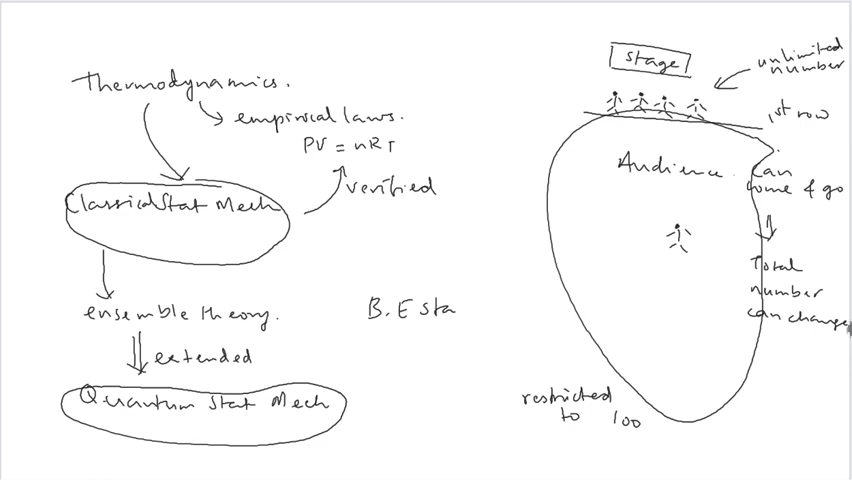 Thermodynamics.
empirical laws.
PV = nRT
verified
Classical Stat Mech
ensemble theory.
extended
Quantum Stat Mech
B.E sta
stage
unlimited
number
1st row
Audience.
Can
come & go
Total
number
can change
restricted
to 100